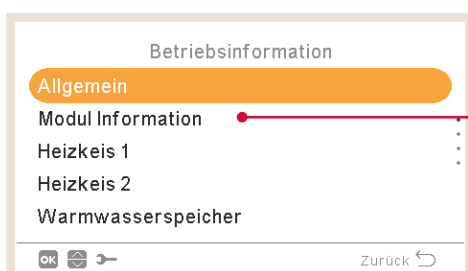 Betriebsinformation
Allgemein
Modul Information
Heizkeis 1
Heizkeis 2
Warmwasserspeicher
OK Zurück